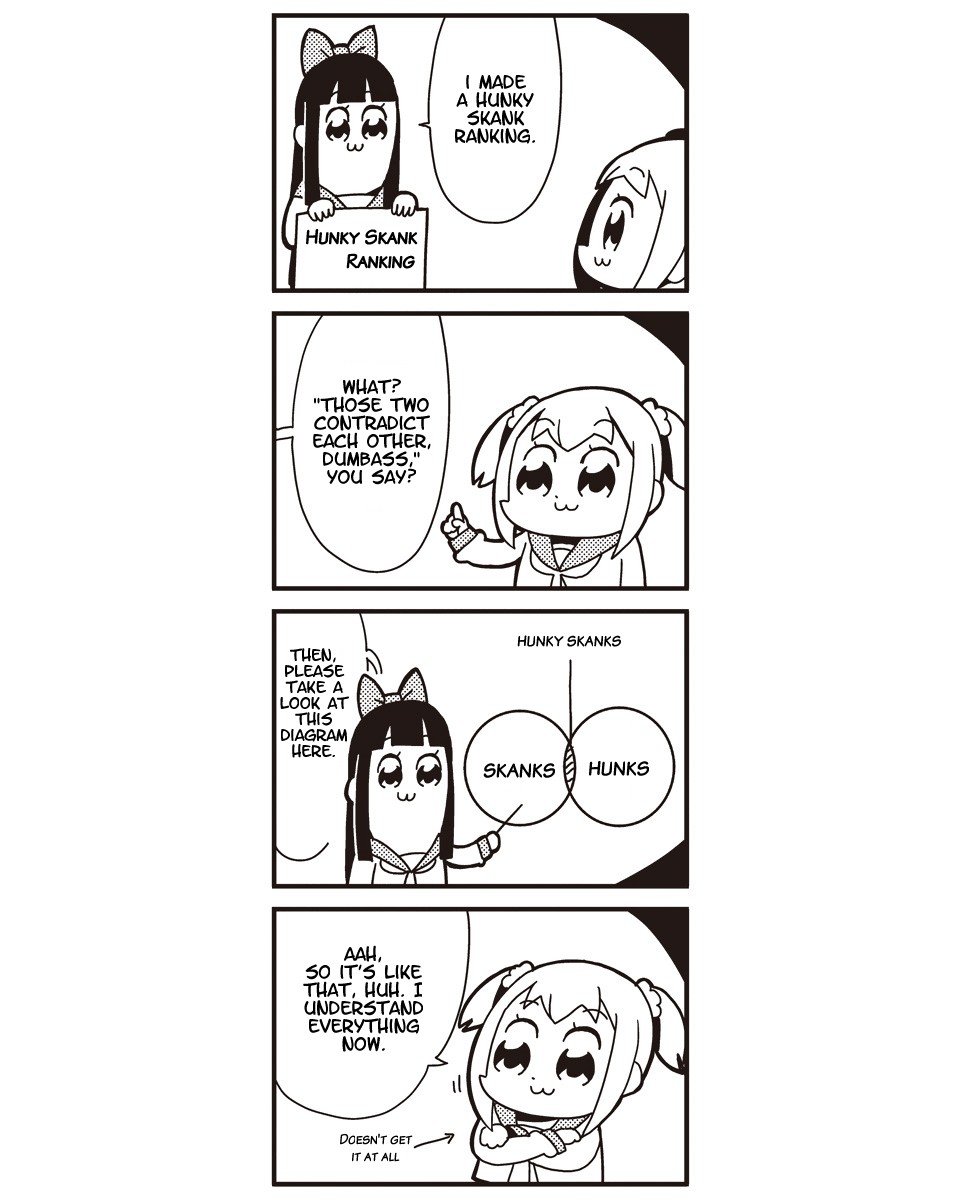 I MADE
A HUNKY
SKANK
RANKING.
HUNKY SKANK
RANKING
WHAT?
"THOSE TWO
CONTRADICT
EACH OTHER,
DUMBASS,"
YOU SAY?
THEN,
PLEASE
TAKE A
LOOK AT
THIS
DIAGRAM
HERE.
HUNKY SKANKS
SKANKS
HUNKS
AAH,
SO IT'S LIKE
THAT, HUH. I
UNDERSTAND
EVERYTHING
NOW.
DOESN'T GET
IT AT ALL